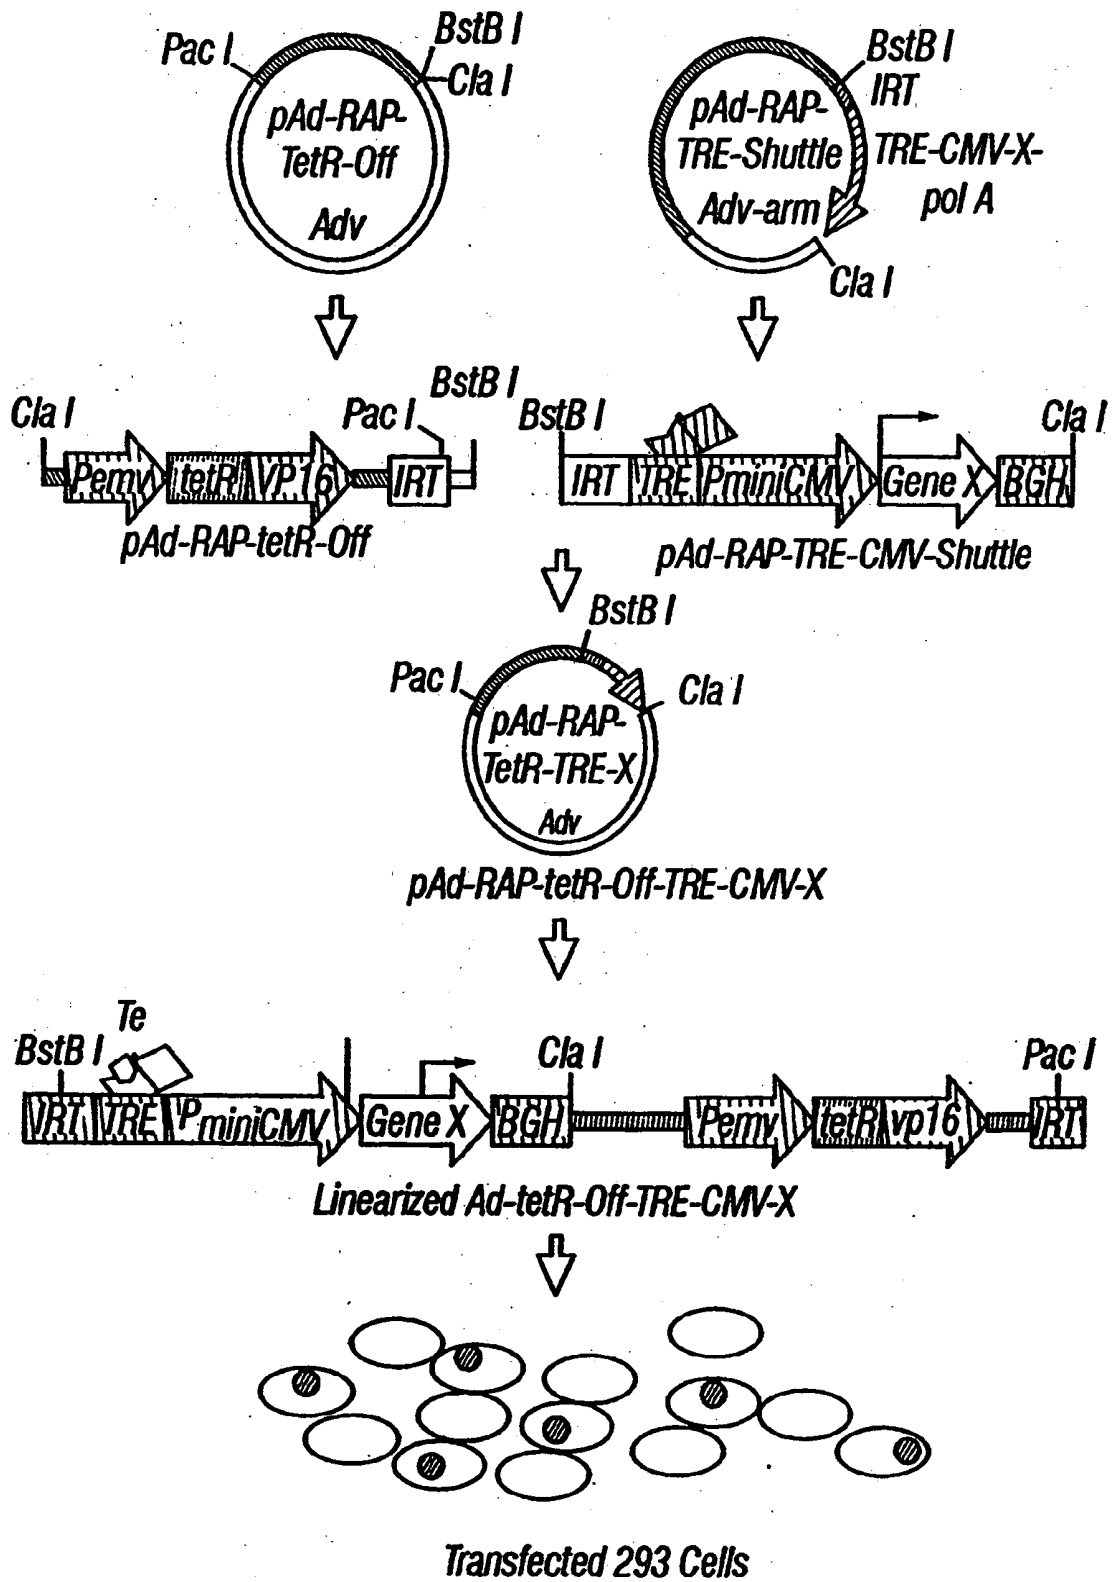 Pac I
BstB I
Cla I
pAd-RAP-
TetR-Off
Adv
BstB I
IRT
pAd-RAP-
TRE-Shuttle
Adv-arm
TRE-CMV-X-
pol A
Cla I
Cla I
Pemv
tetR
VP16
Pac I
BstB I
IRT
pAd-RAP-tetR-Off
BstB I
IRT
TRE
PminiCMV
Gene X
BGH
Cla I
pAd-RAP-TRE-CMV-Shuttle
BstB I
Pac I
Cla I
pAd-RAP-
TetR-TRE-X
Adv
pAd-RAP-tetR-Off-TRE-CMV-X
Te
BstB I
Cla I
Pac I
IRT
TRE
PminiCMV
Gene X
BGH
Pemv
tetR
vp16
IRT
Linearized Ad-tetR-Off-TRE-CMV-X
Transfected 293 Cells